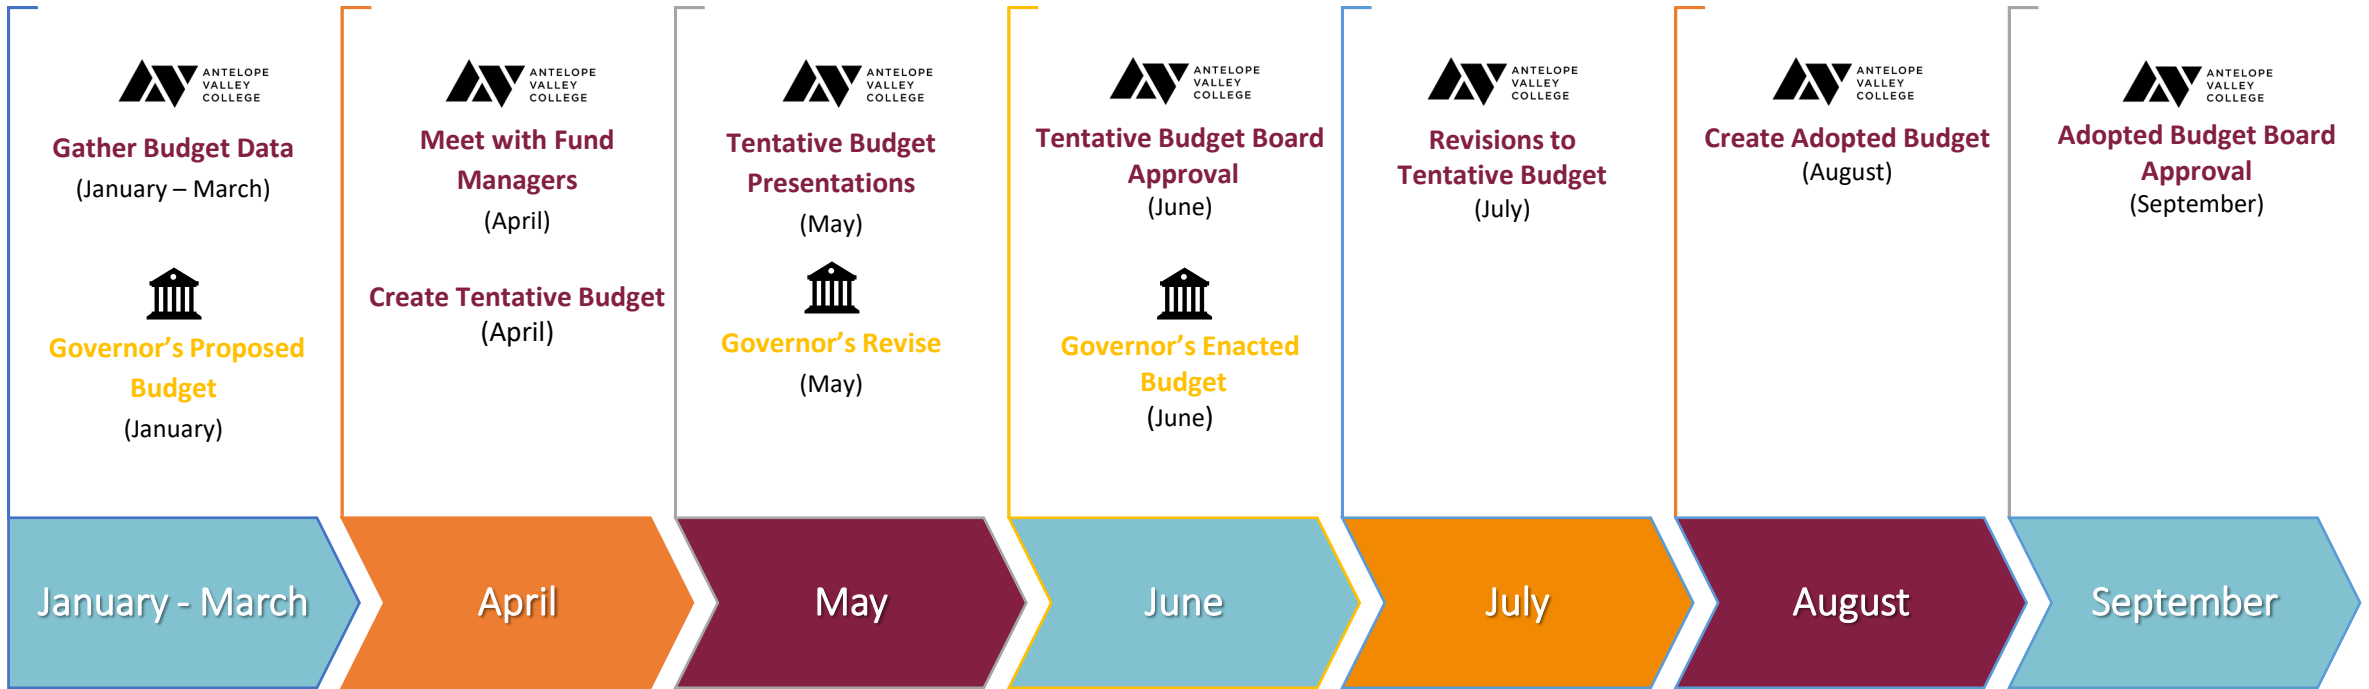 ANTELOPE
VALLEY
COLLEGE
Gather Budget Data
(January – March)
Governor's Proposed
Budget
(January)
ANTELOPE
VALLEY
COLLEGE
Meet with Fund
Managers
(April)
Create Tentative Budget
(April)
ANTELOPE
VALLEY
COLLEGE
Tentative Budget
Presentations
(May)
Governor's Revise
(May)
ANTELOPE
VALLEY
COLLEGE
Tentative Budget Board
Approval
(June)
Governor's Enacted
Budget
(June)
ANTELOPE
VALLEY
COLLEGE
Revisions to
Tentative Budget
(July)
ANTELOPE
VALLEY
COLLEGE
Create Adopted Budget
(August)
ANTELOPE
VALLEY
COLLEGE
Adopted Budget Board
Approval
(September)
January - March
April
May
June
July
August
September